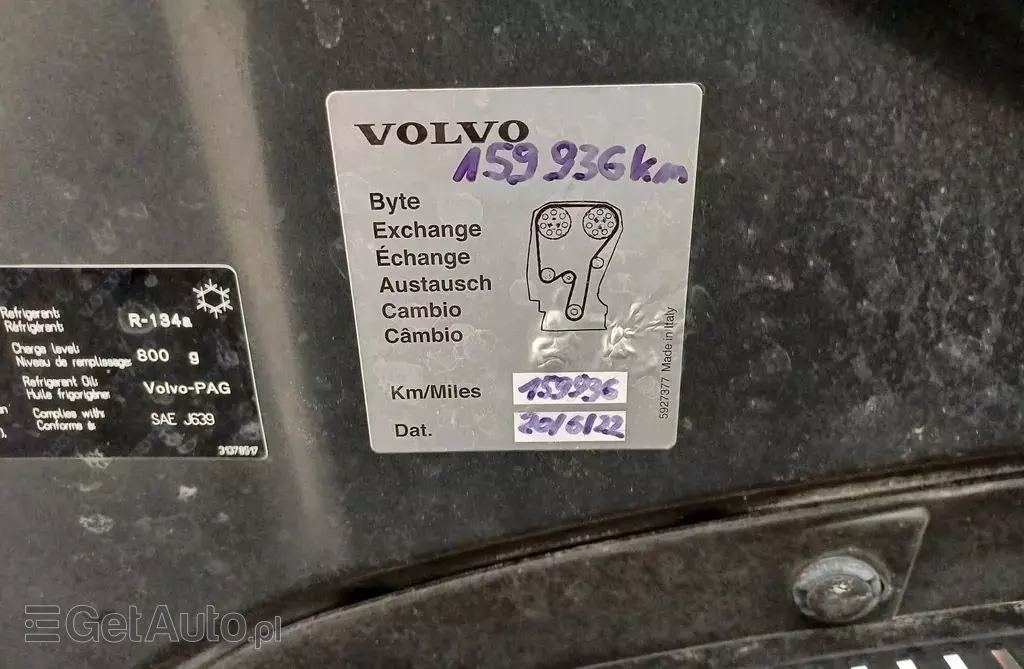 VOLVO
159 936 km
Byte
Exchange
Échange
Austausch
Cambio
Câmbio
Km/Miles 159936
Dat. 20/6/22
5927377 Made in Italy
Refrigerant:
Réfrigérant:
R-134a
Charge level:
Niveau de remplissage:
800 g
Refrigerant Oil:
Huile frigorigène:
Volvo-PAG
Complies with:
Conforme à:
SAE J639
31378517
GetAuto.pl